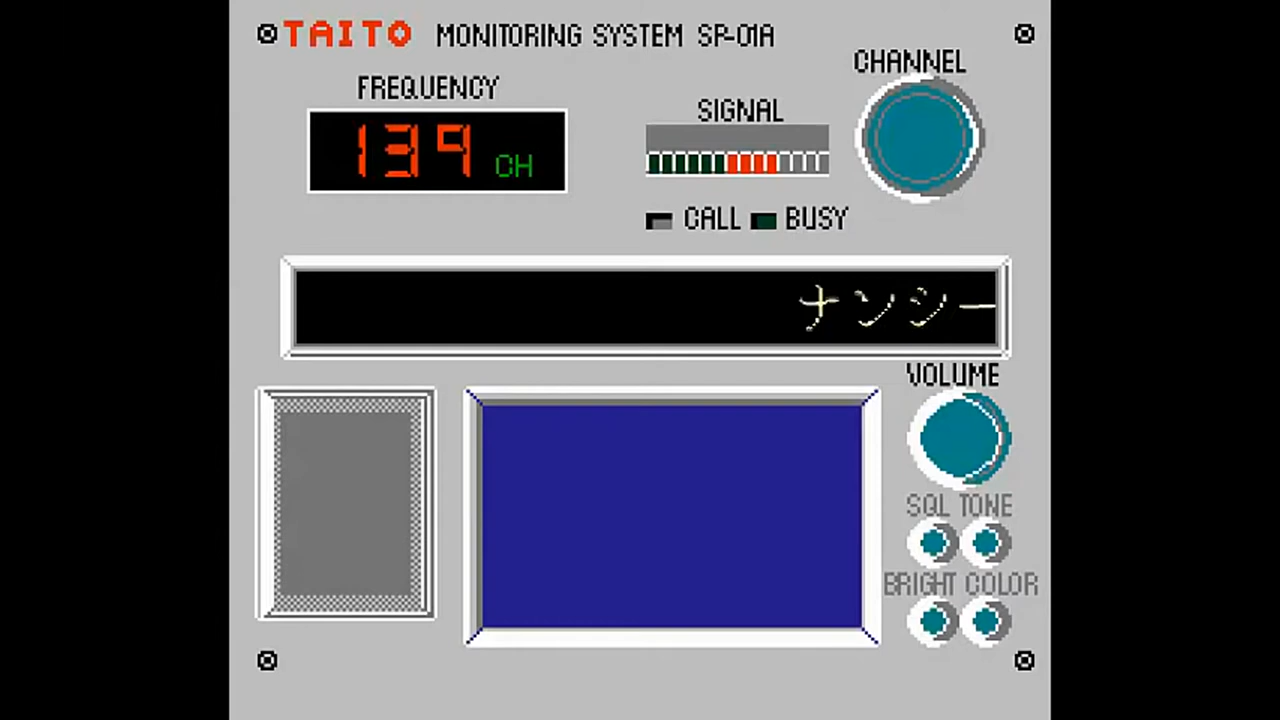 TAITO MONITORING SYSTEM SP-01A
CHANNEL
FREQUENCY
SIGNAL
139 CH
CALL BUSY
ナンシー
VOLUME
SQL TONE
BRIGHT COLOR